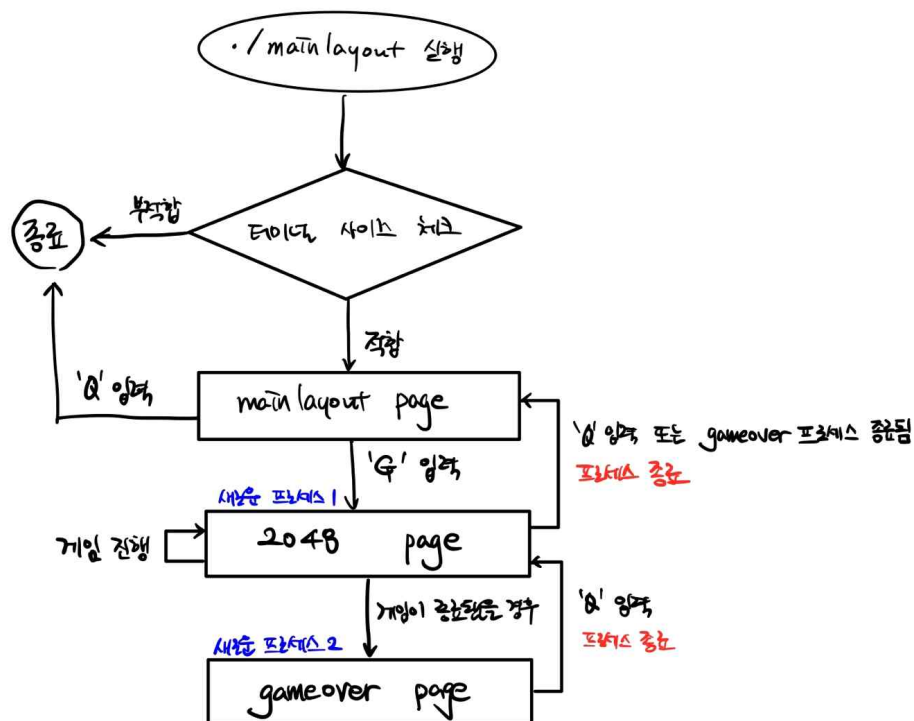 ./mainlayout 실행
부적합
종료
터미널 사이즈 체크
적합
'Q' 입력
mainlayout page
'Q' 입력 또는 gameover 프로세스 종료됨
프로세스 종료
'G' 입력
새로운 프로세스 1
게임 진행
2048 page
게임이 종료됐을 경우
'Q' 입력
프로세스 종료
새로운 프로세스 2
gameover page